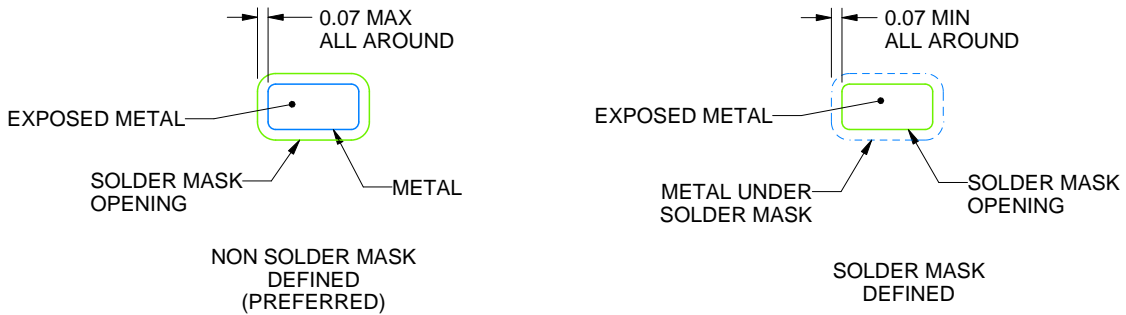 0.07 MAX
ALL AROUND
EXPOSED METAL
SOLDER MASK
OPENING
METAL
NON SOLDER MASK
DEFINED
(PREFERRED)
0.07 MIN
ALL AROUND
EXPOSED METAL
METAL UNDER
SOLDER MASK
SOLDER MASK
OPENING
SOLDER MASK
DEFINED